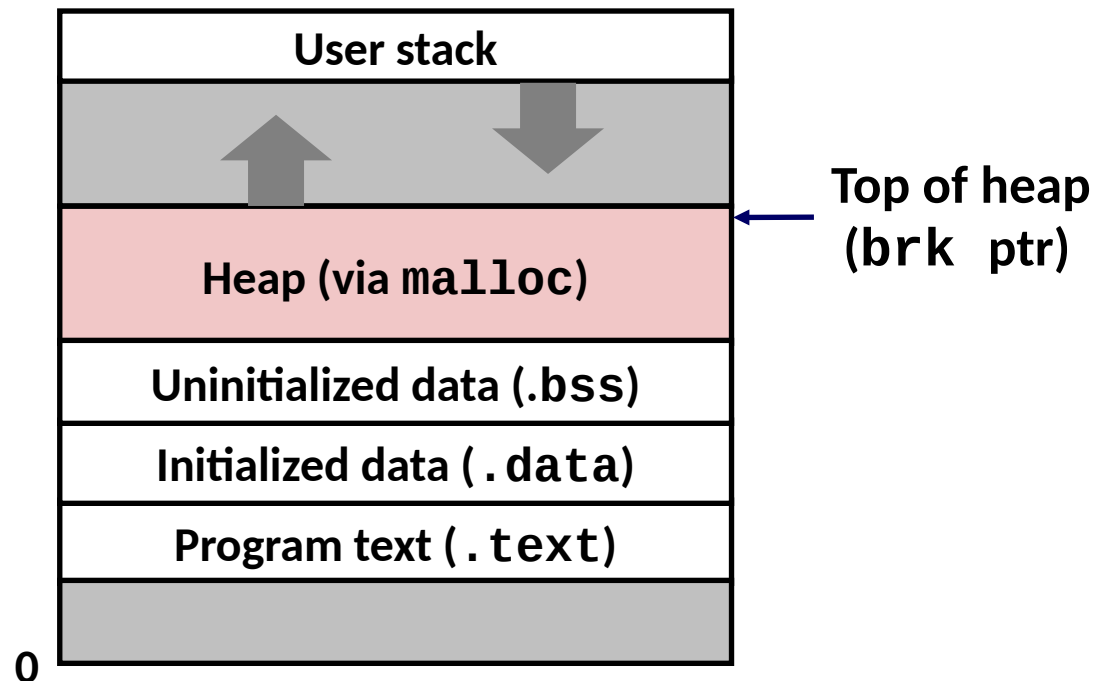 User stack
Top of heap
(brk ptr)
Heap (via malloc)
Uninitialized data (.bss)
Initialized data (.data)
Program text (.text)
0